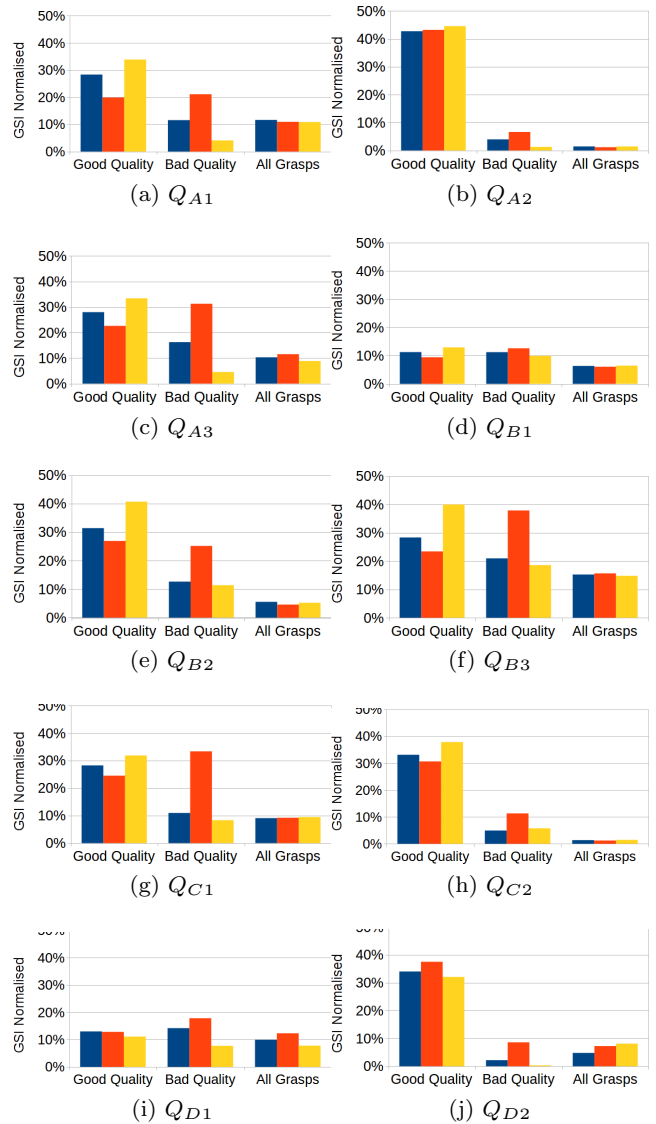 50%
40%
30%
20%
10%
0%
GSI Normalised
Good Quality Bad Quality All Grasps
(a) Q_{A1}
50%
40%
30%
20%
10%
0%
GSI Normalised
Good Quality Bad Quality All Grasps
(b) Q_{A2}
50%
40%
30%
20%
10%
0%
GSI Normalised
Good Quality Bad Quality All Grasps
(c) Q_{A3}
50%
40%
30%
20%
10%
0%
GSI Normalised
Good Quality Bad Quality All Grasps
(d) Q_{B1}
50%
40%
30%
20%
10%
0%
GSI Normalised
Good Quality Bad Quality All Grasps
(e) Q_{B2}
50%
40%
30%
20%
10%
0%
GSI Normalised
Good Quality Bad Quality All Grasps
(f) Q_{B3}
50%
40%
30%
20%
10%
0%
GSI Normalised
Good Quality Bad Quality All Grasps
(g) Q_{C1}
50%
40%
30%
20%
10%
0%
GSI Normalised
Good Quality Bad Quality All Grasps
(h) Q_{C2}
50%
40%
30%
20%
10%
0%
GSI Normalised
Good Quality Bad Quality All Grasps
(i) Q_{D1}
50%
40%
30%
20%
10%
0%
GSI Normalised
Good Quality Bad Quality All Grasps
(j) Q_{D2}